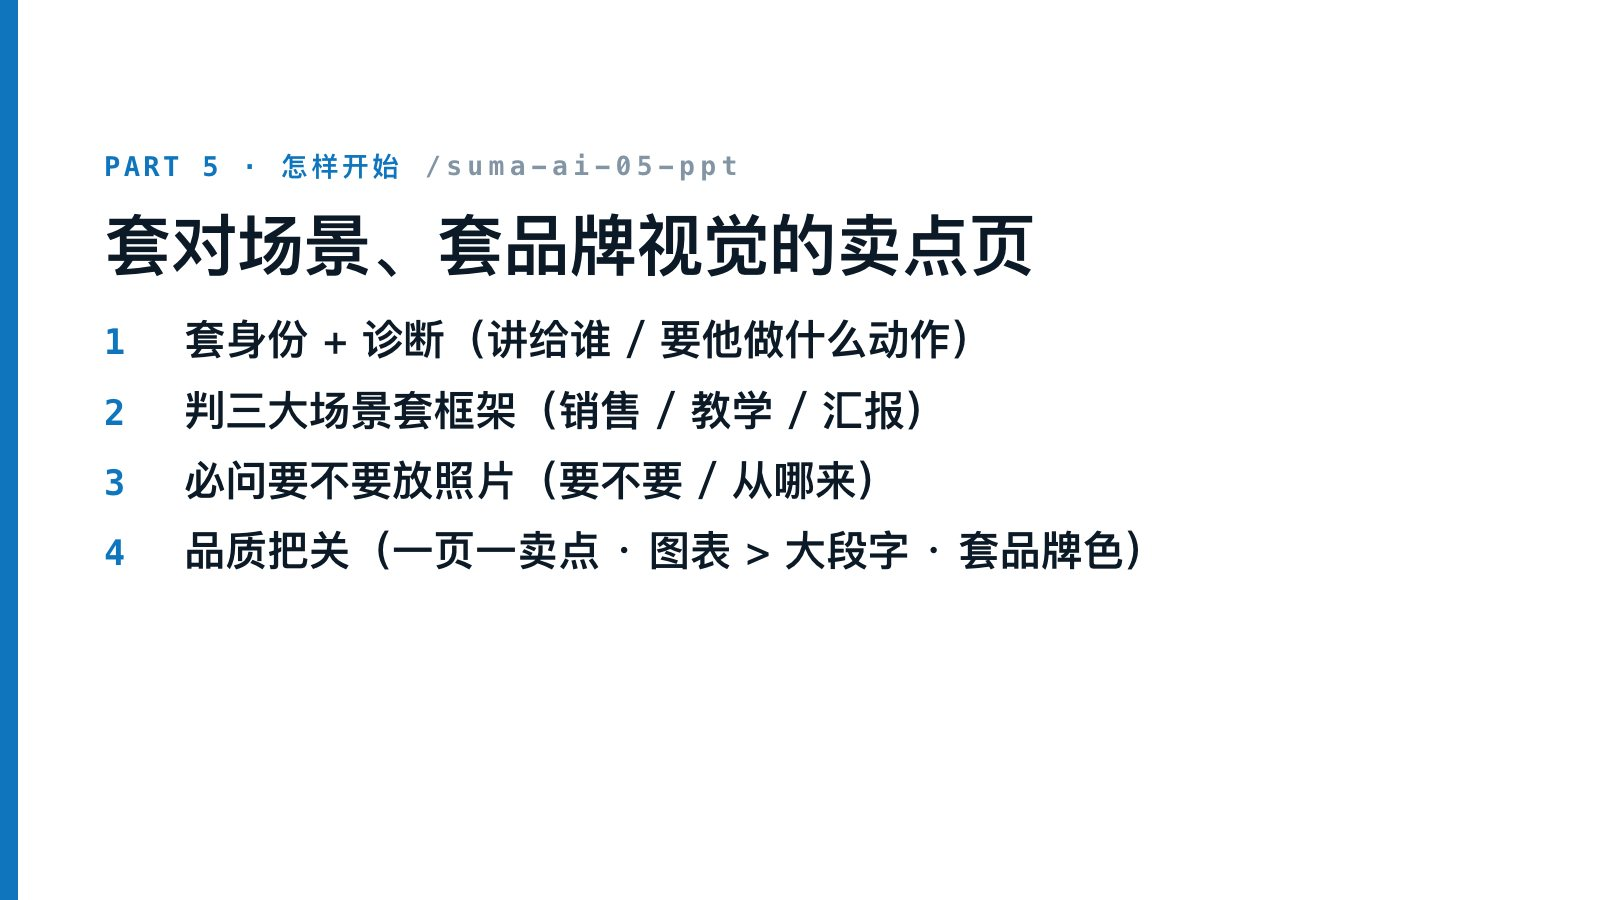 PART 5 · 怎样开始 /suma-ai-05-ppt
套对场景、套品牌视觉的卖点页
1 套身份 + 诊断（讲给谁 / 要他做什么动作）
2 判三大场景套框架（销售 / 教学 / 汇报）
3 必问要不要放照片（要不要 / 从哪来）
4 品质把关（一页一卖点 · 图表 > 大段字 · 套品牌色）